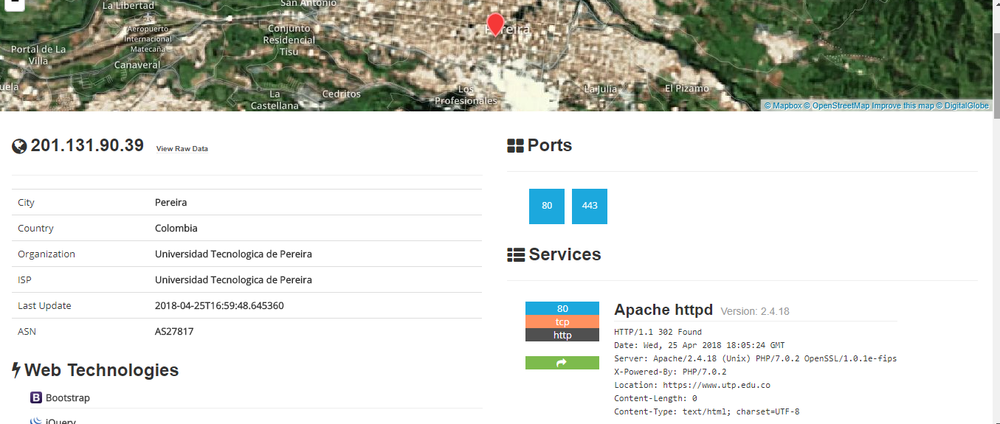 San Antonio
La Libertad
Aeropuerto
Internacional
Matecaña
Conjunto
Residencial
Tisu
Portal de La
Villa
Canaveral
uela
La
Castellana
Cedritos
Los
Profesionales
La Julia
El Pizamo
© Mapbox © OpenStreetMap Improve this map © DigitalGlobe
201.131.90.39 View Raw Data
City Pereira
Country Colombia
Organization Universidad Tecnologica de Pereira
ISP Universidad Tecnologica de Pereira
Last Update 2018-04-25T16:59:48.645360
ASN AS27817
Web Technologies
B Bootstrap
jQuery
Ports
80 443
Services
80
tcp
http
Apache httpd Version: 2.4.18
HTTP/1.1 302 Found
Date: Wed, 25 Apr 2018 18:05:24 GMT
Server: Apache/2.4.18 (Unix) PHP/7.0.2 OpenSSL/1.0.1e-fips
X-Powered-By: PHP/7.0.2
Location: https://www.utp.edu.co
Content-Length: 0
Content-Type: text/html; charset=UTF-8